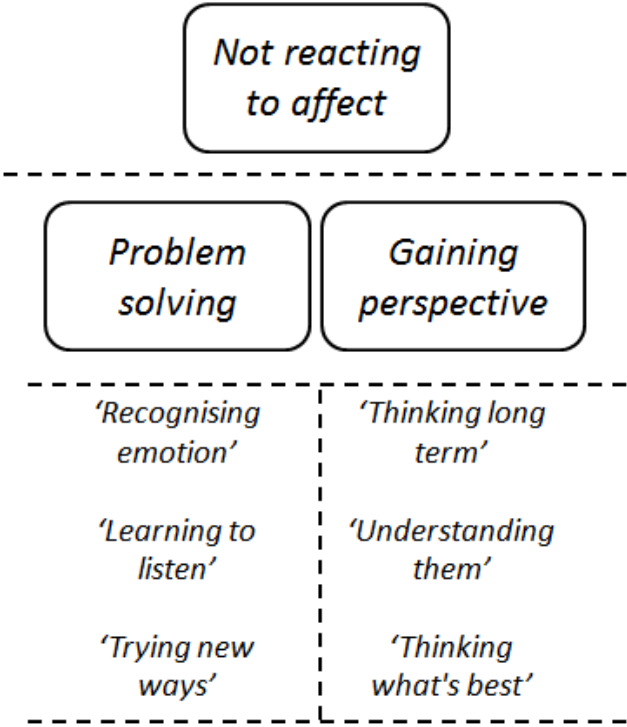 Not reacting
to affect
Problem
solving
Gaining
perspective
‘Recognising
emotion’
‘Learning to
listen’
‘Trying new
ways’
‘Thinking long
term’
‘Understanding
them’
‘Thinking
what's best’